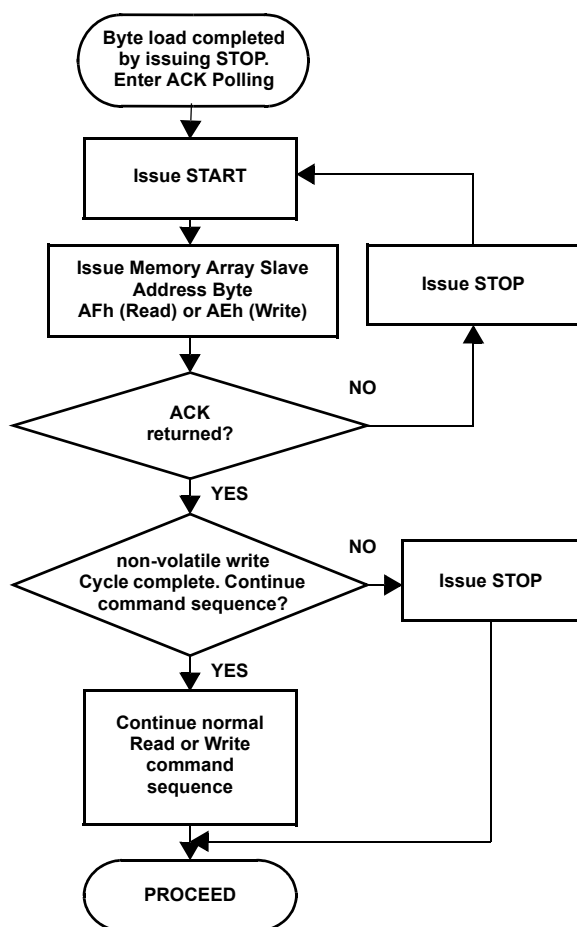 Byte load completed
by issuing STOP.
Enter ACK Polling
Issue START
Issue Memory Array Slave
Address Byte
AFh (Read) or AEh (Write)
Issue STOP
NO
ACK
returned?
YES
NO
non-volatile write
Cycle complete. Continue
command sequence?
Issue STOP
YES
Continue normal
Read or Write
command
sequence
PROCEED